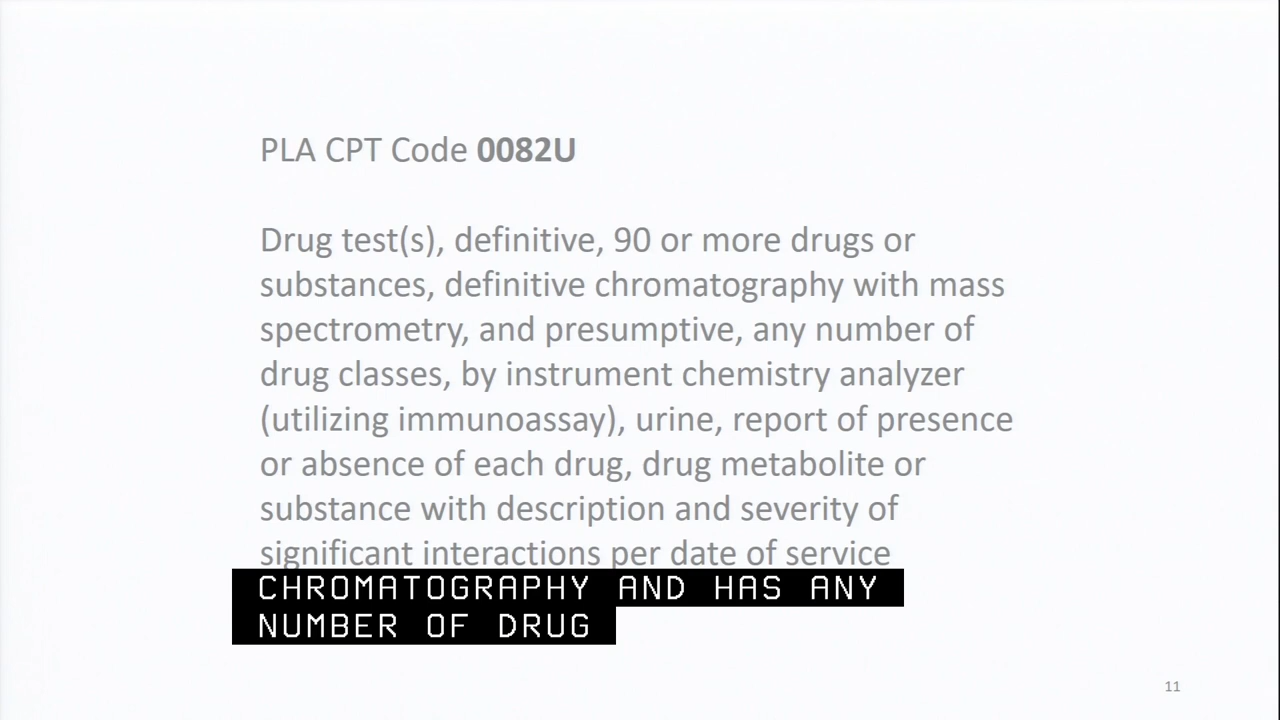 PLA CPT Code 0082U
Drug test(s), definitive, 90 or more drugs or
substances, definitive chromatography with mass
spectrometry, and presumptive, any number of
drug classes, by instrument chemistry analyzer
(utilizing immunoassay), urine, report of presence
or absence of each drug, drug metabolite or
substance with description and severity of
significant interactions per date of service
CHROMATOGRAPHY AND HAS ANY
NUMBER OF DRUG
11